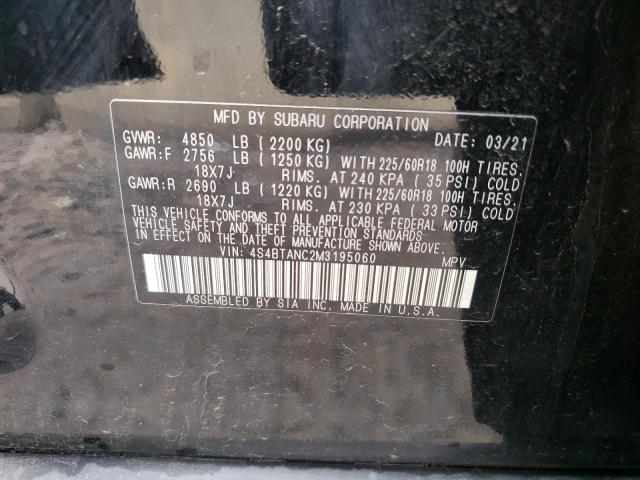 MFD BY SUBARU CORPORATION
GVWR: 4850 LB (2200 KG) DATE: 03/21
GAWR:F 2756 LB (1250 KG) WITH 225/60R18 100H TIRES.
18X7J RIMS. AT 240 KPA (35 PSI) COLD
GAWR:R 2690 LB (1220 KG) WITH 225/60R18 100H TIRES.
18X7J RIMS. AT 230 KPA (33 PSI) COLD
THIS VEHICLE CONFORMS TO ALL APPLICABLE FEDERAL MOTOR
VEHICLE SAFETY AND THEFT PREVENTION STANDARDS
IN EFFECT ON THE DATE OF MANUFACTURE SHOWN ABOVE.
VIN: 4S4BTANC2M3195060 MPV
ASSEMBLED BY SIA INC. MADE IN U.S.A.